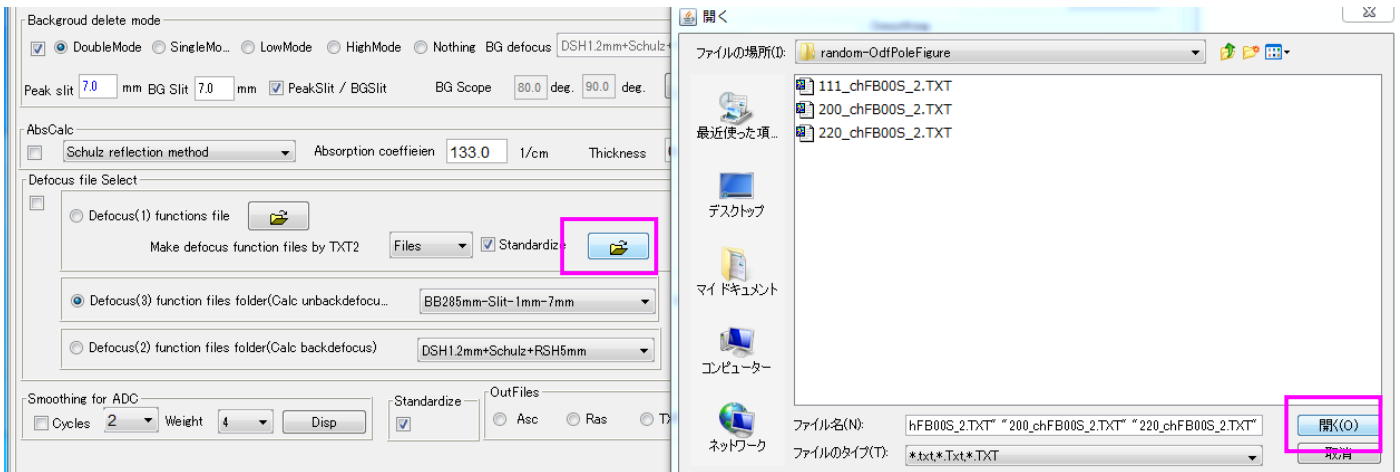 Backgroud delete mode
DoubleMode SingleMo... LowMode HighMode Nothing BG defocus DSH1.2mm+Schulz+
Peak slit 7.0 mm BG Slit 7.0 mm PeakSlit / BGSlit BG Scope 80.0 deg. 90.0 deg.
AbsCalc
Schulz reflection method Absorption coeffieien 133.0 1/cm Thickness
Defocus file Select
Defocus(1) functions file
Make defocus function files by TXT2 Files Standardize
Defocus(3) function files folder(Calc unbackdefocu...
BB285mm-Slit-1mm-7mm
Defocus(2) function files folder(Calc backdefocus)
DSH1.2mm+Schulz+RSH5mm
Smoothing for ADC
Cycles 2 Weight 4 Disp
Standardize
OutFiles
Asc Ras
開く
ファイルの場所(I): random-OdfPoleFigure
111_chFB00S_2.TXT
200_chFB00S_2.TXT
220_chFB00S_2.TXT
最近使った項...
デスクトップ
マイ ドキュメント
コンピューター
ネットワーク
ファイル名(N): hFB00S_2.TXT" "200_chFB00S_2.TXT" "220_chFB00S_2.TXT" 開く(O)
ファイルのタイプ(T): *.txt,*.Txt,*.TXT 取消